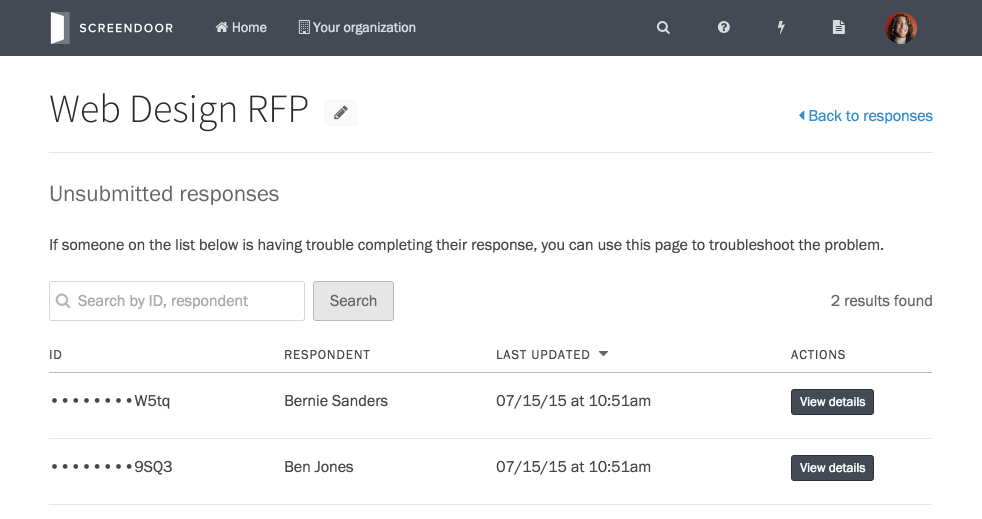 SCREENDOOR Home Your organization
Web Design RFP
Back to responses
Unsubmitted responses
If someone on the list below is having trouble completing their response, you can use this page to troubleshoot the problem.
Search by ID, respondent Search 2 results found
ID RESPONDENT LAST UPDATED ACTIONS
••••••••W5tq Bernie Sanders 07/15/15 at 10:51am View details
••••••••9SQ3 Ben Jones 07/15/15 at 10:51am View details